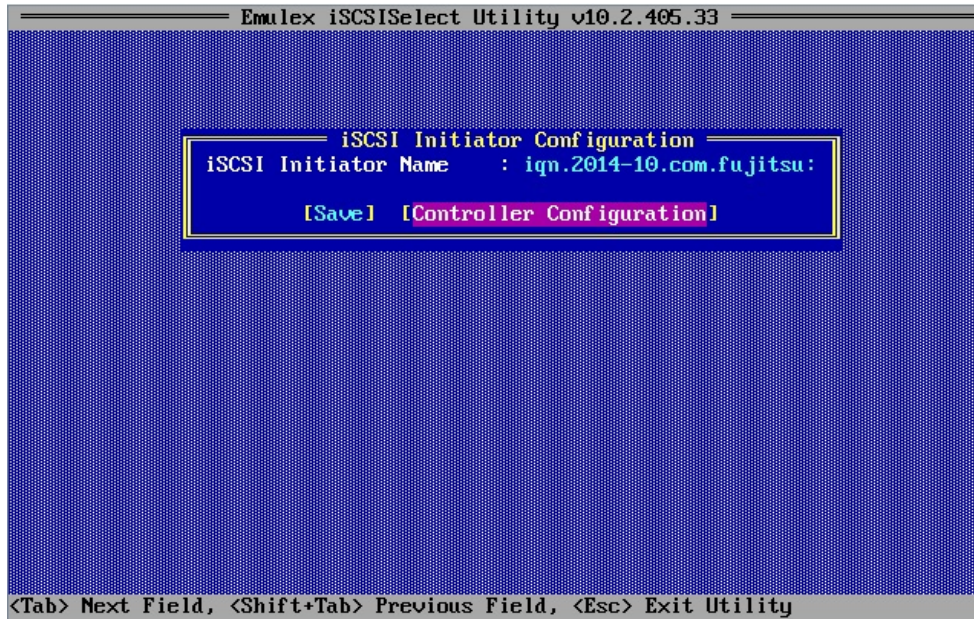 Emulex iSCSISelect Utility v10.2.405.33
iSCSI Initiator Configuration
iSCSI Initiator Name : iqn.2014-10.com.fujitsu:
[Save] [Controller Configuration]
<Tab> Next Field, <Shift+Tab> Previous Field, <Esc> Exit Utility